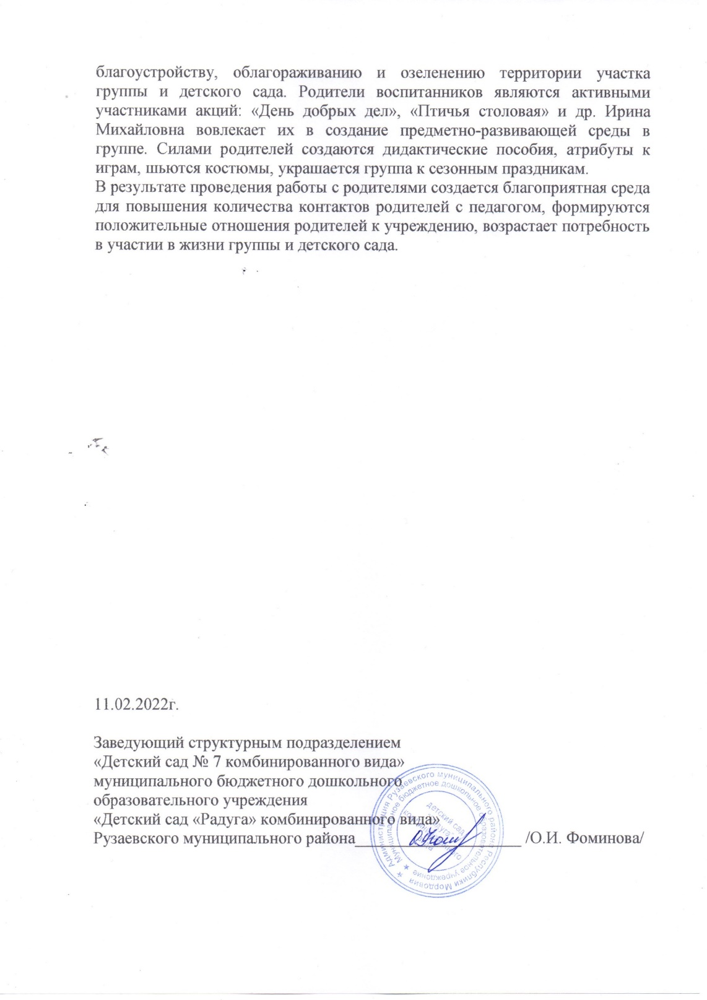 благоустройству, облагораживанию и озеленению территории участка
группы и детского сада. Родители воспитанников являются активными
участниками акций: «День добрых дел», «Птичья столовая» и др. Ирина
Михайловна вовлекает их в создание предметно-развивающей среды в
группе. Силами родителей создаются дидактические пособия, атрибуты к
играм, шьются костюмы, украшается группа к сезонным праздникам.
В результате проведения работы с родителями создается благоприятная среда
для повышения количества контактов родителей с педагогом, формируются
положительные отношения родителей к учреждению, возрастает потребность
в участии в жизни группы и детского сада.
11.02.2022г.
Заведующий структурным подразделением
«Детский сад № 7 комбинированного вида»
муниципального бюджетного дошкольного
образовательного учреждения
«Детский сад «Радуга» комбинированного вида»
Рузаевского муниципального района____________________ /О.И. Фоминова/
Администрация Рузаевского муниципального района Республики Мордовия
Муниципальное бюджетное дошкольное образовательное учреждение
детский сад